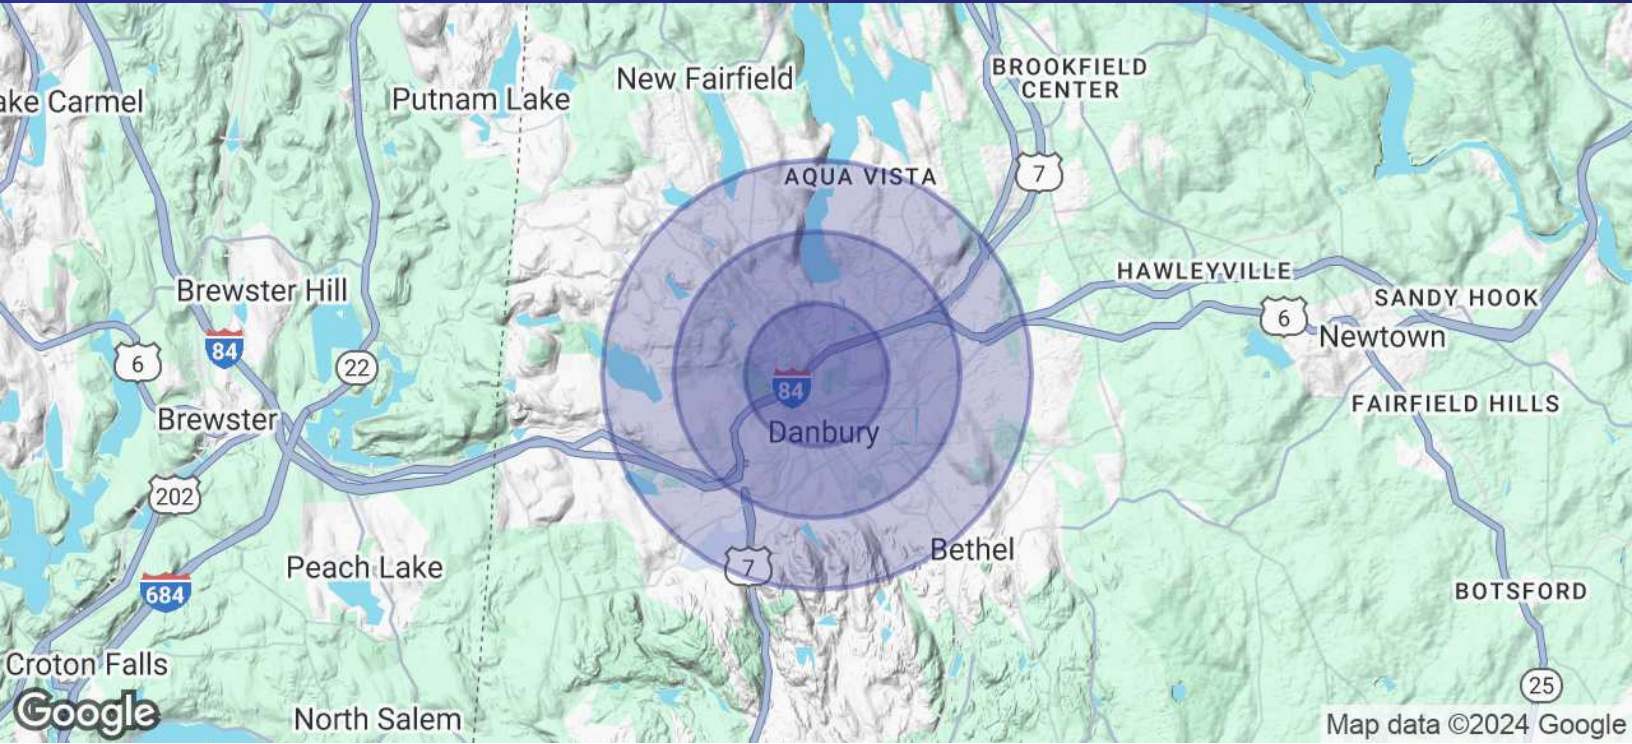 New Fairfield
BROOKFIELD
CENTER
ake Carmel
Putnam Lake
AQUA VISTA
7
HAWLEYVILLE
Brewster Hill
SANDY HOOK
6
Newtown
84
6
22
84
FAIRFIELD HILLS
Brewster
Danbury
202
Bethel
Peach Lake
7
684
BOTSFORD
Croton Falls
25
Google
North Salem
Map data ©2024 Google